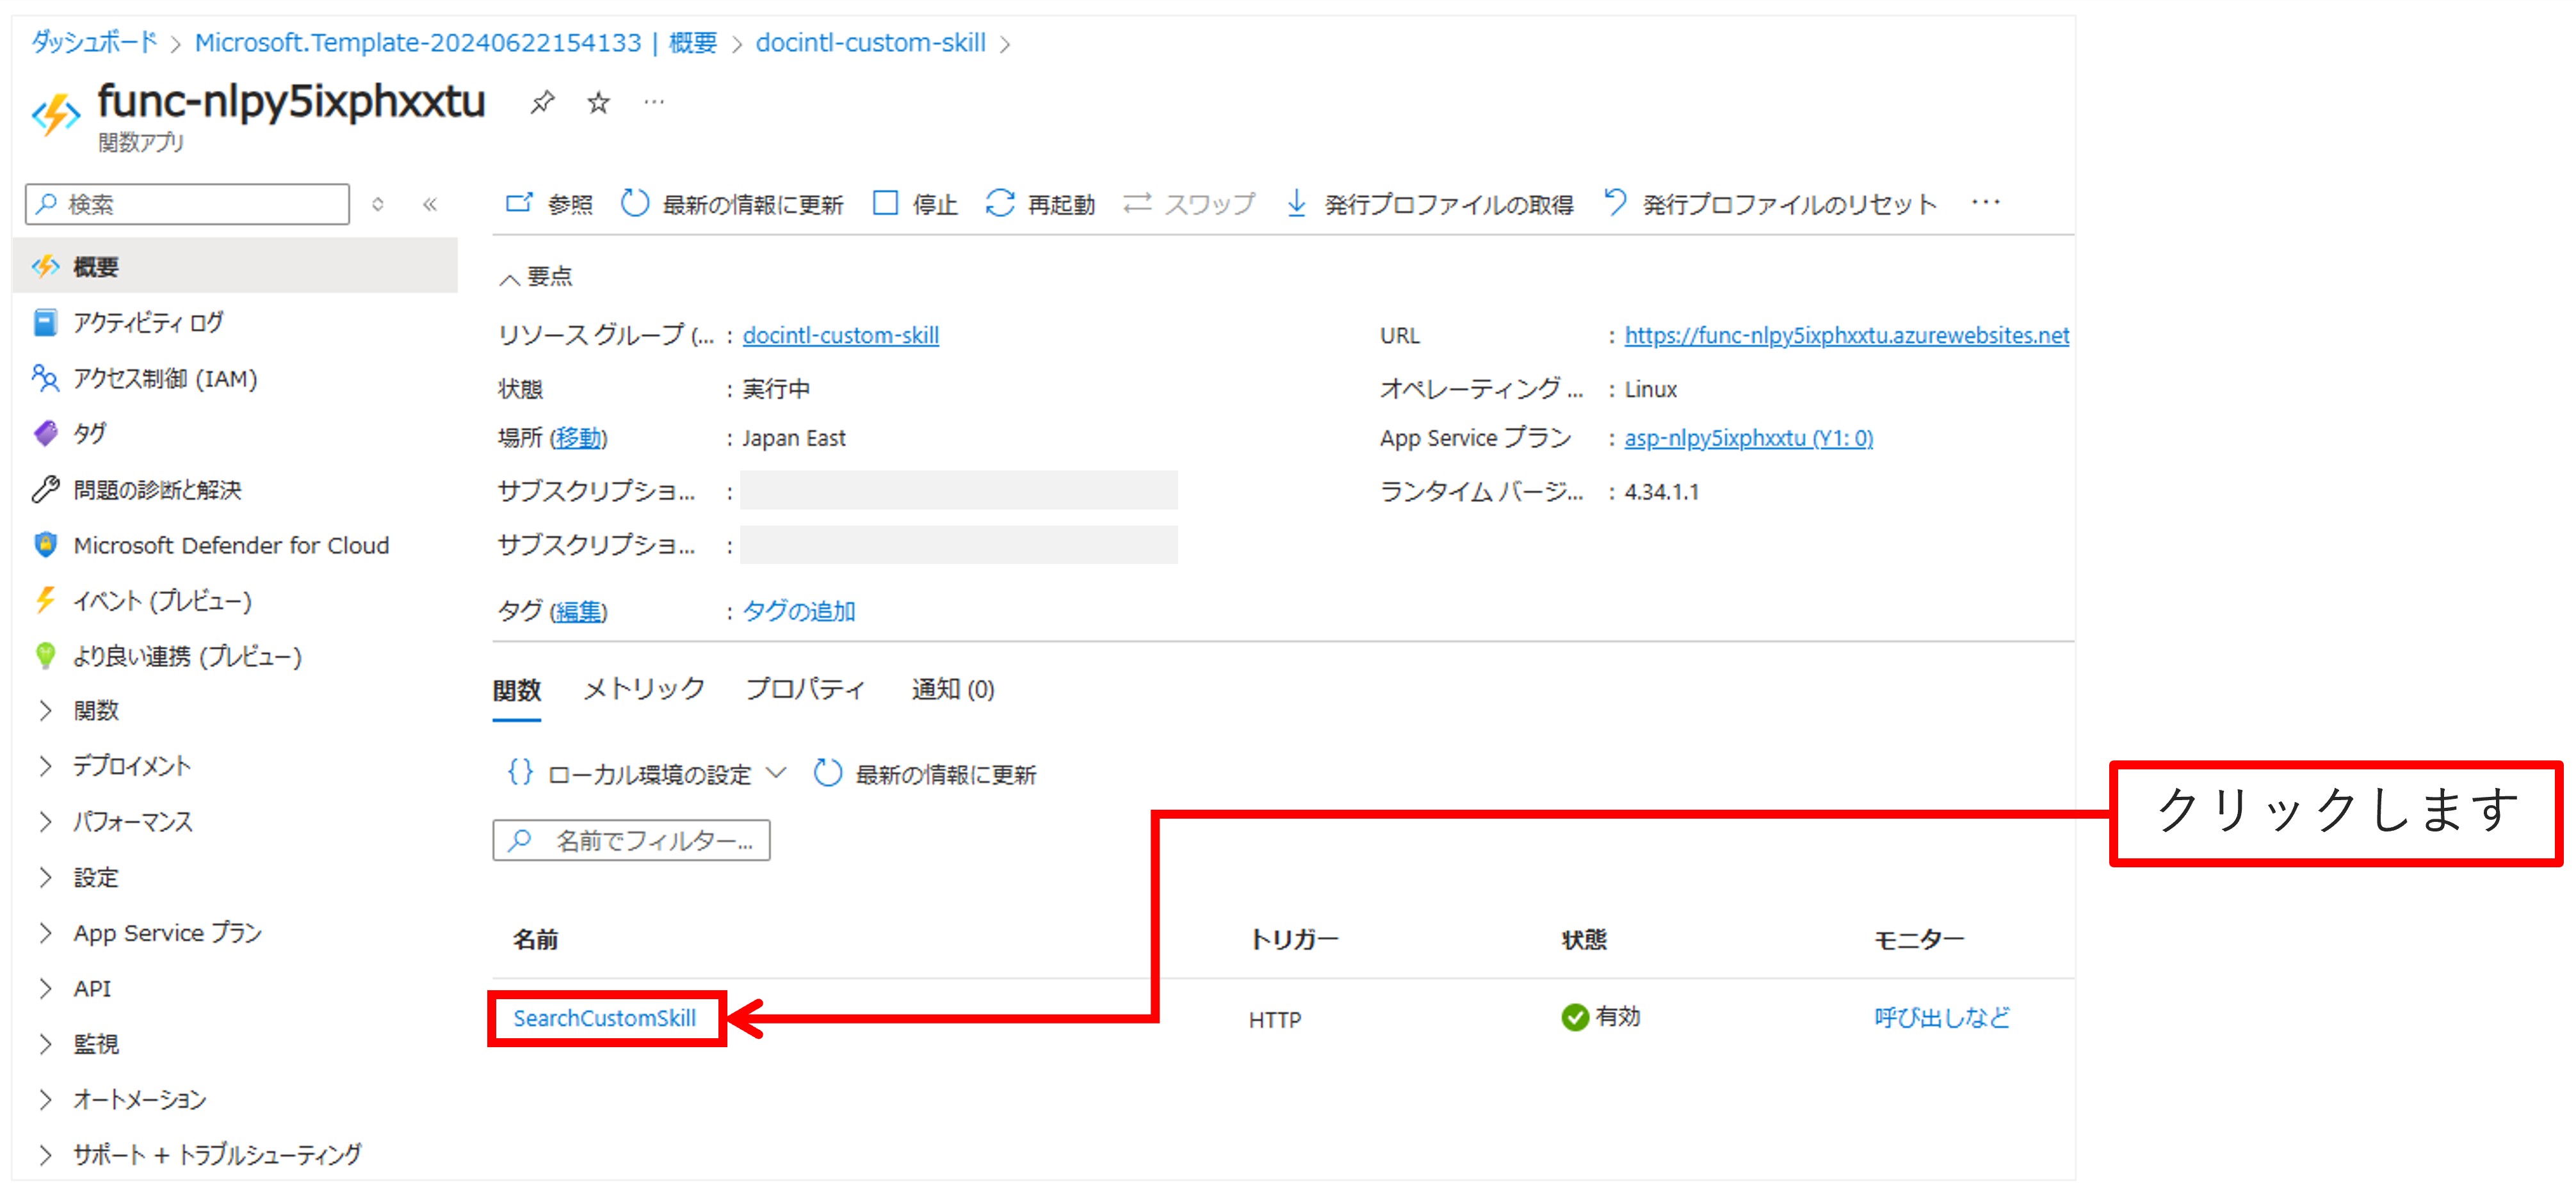 ダッシュボード > Microsoft.Template-20240622154133 | 概要 > docintl-custom-skill >
func-nlpy5ixphxxtu
関数アプリ
検索
参照 最新の情報に更新 停止 再起動 スワップ 発行プロファイルの取得 発行プロファイルのリセット ...
概要
アクティビティ ログ
アクセス制御 (IAM)
タグ
問題の診断と解決
Microsoft Defender for Cloud
イベント (プレビュー)
より良い連携 (プレビュー)
関数
デプロイメント
パフォーマンス
設定
App Service プラン
API
監視
オートメーション
サポート + トラブルシューティング
要点
リソース グループ (... : docintl-custom-skill
状態 : 実行中
場所 (移動) : Japan East
サブスクリプショ... :
サブスクリプショ... :
タグ (編集) : タグの追加
URL : https://func-nlpy5ixphxxtu.azurewebsites.net
オペレーティング ... : Linux
App Service プラン : asp-nlpy5ixphxxtu (Y1: 0)
ランタイム バージ... : 4.34.1.1
関数 メトリック プロパティ 通知 (0)
{} ローカル環境の設定 最新の情報に更新
名前でフィルター...
名前 トリガー 状態 モニター
SearchCustomSkill HTTP 有効 呼び出しなど
クリックします